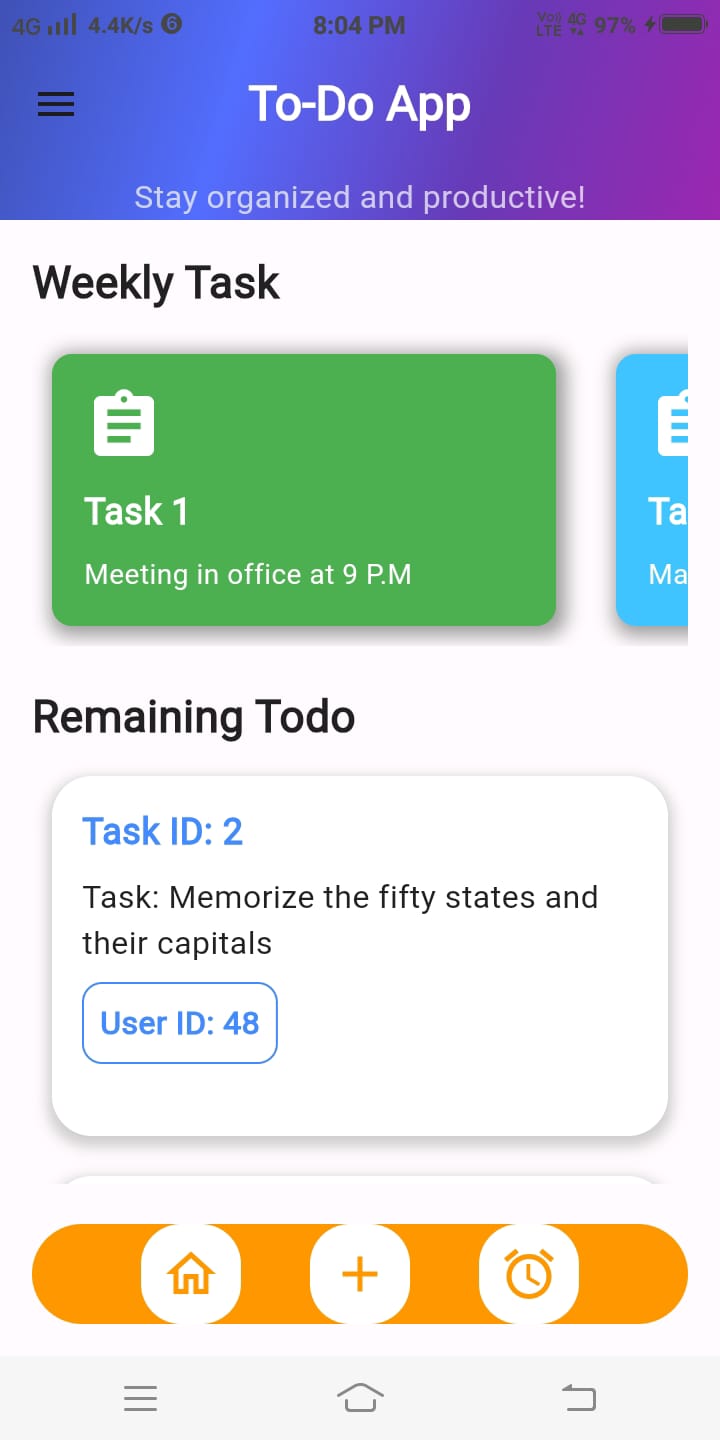 4G 4.4K/s 6 8:04 PM Vo)) LTE 4G 97%
To-Do App
Stay organized and productive!
Weekly Task
Task 1
Meeting in office at 9 P.M
Ta
Ma
Remaining Todo
Task ID: 2
Task: Memorize the fifty states and
their capitals
User ID: 48